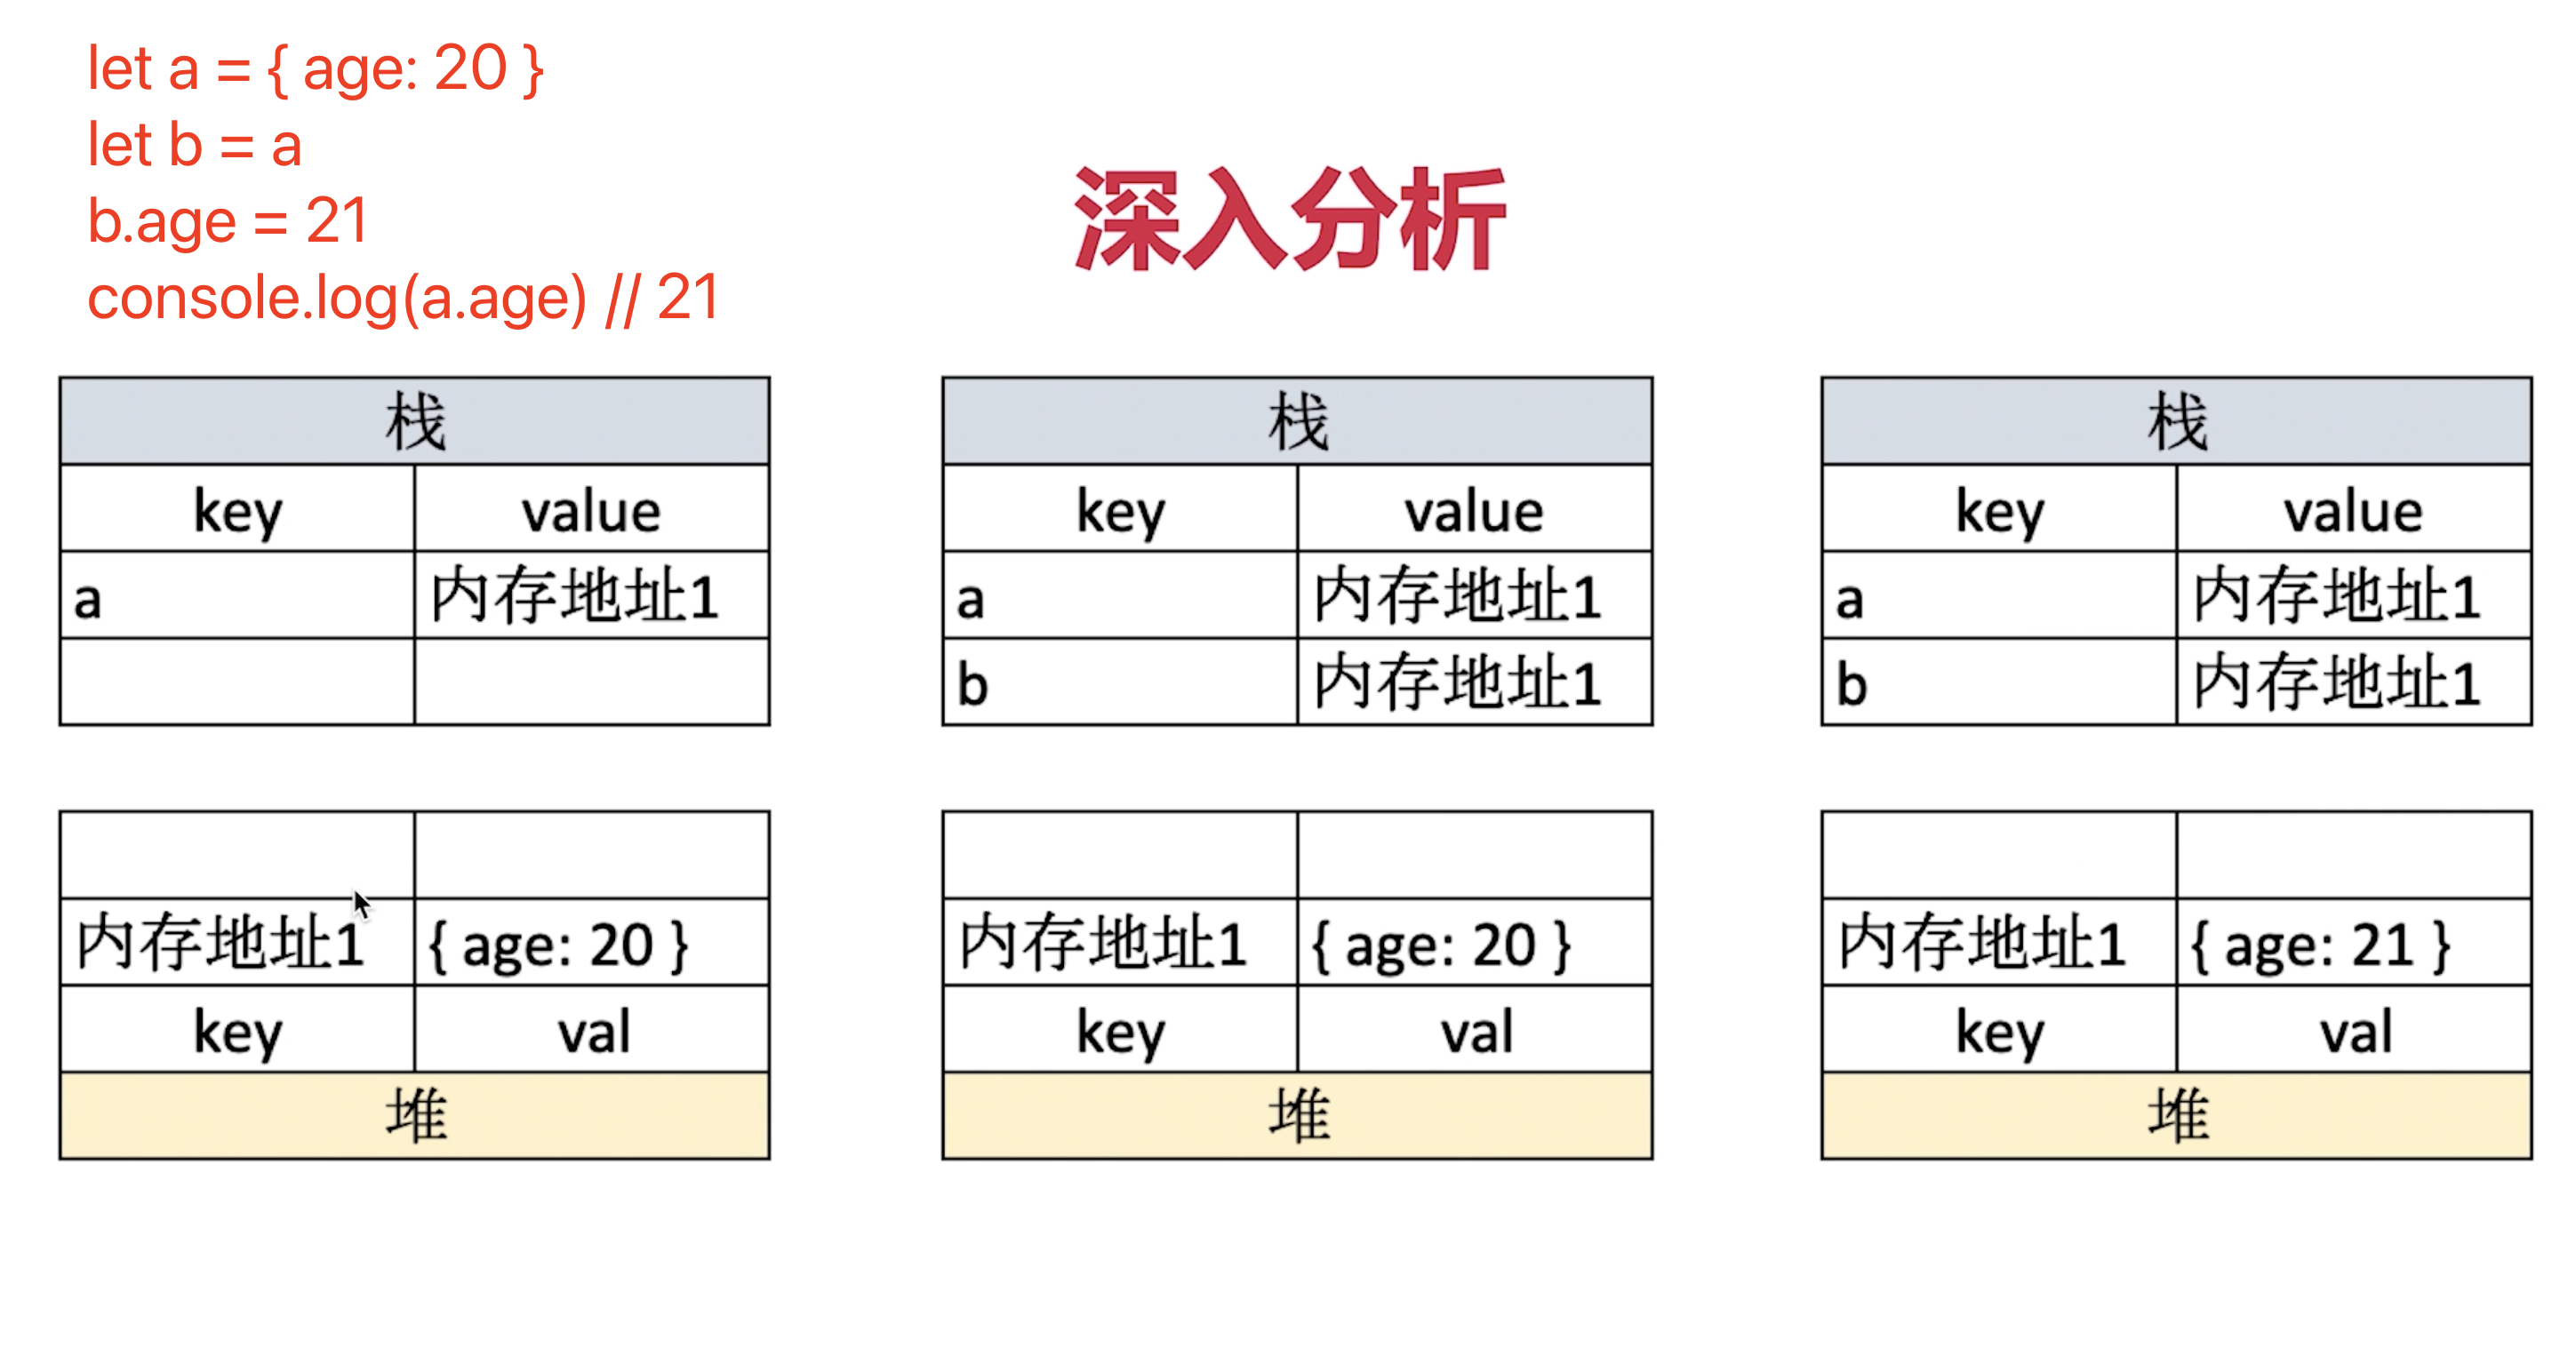 let a = { age: 20 }
let b = a
b.age = 21
console.log(a.age) // 21
深入分析
栈
key value
a 内存地址1
内存地址1 { age: 20 }
key val
堆
栈
key value
a 内存地址1
b 内存地址1
内存地址1 { age: 20 }
key val
堆
栈
key value
a 内存地址1
b 内存地址1
内存地址1 { age: 21 }
key val
堆